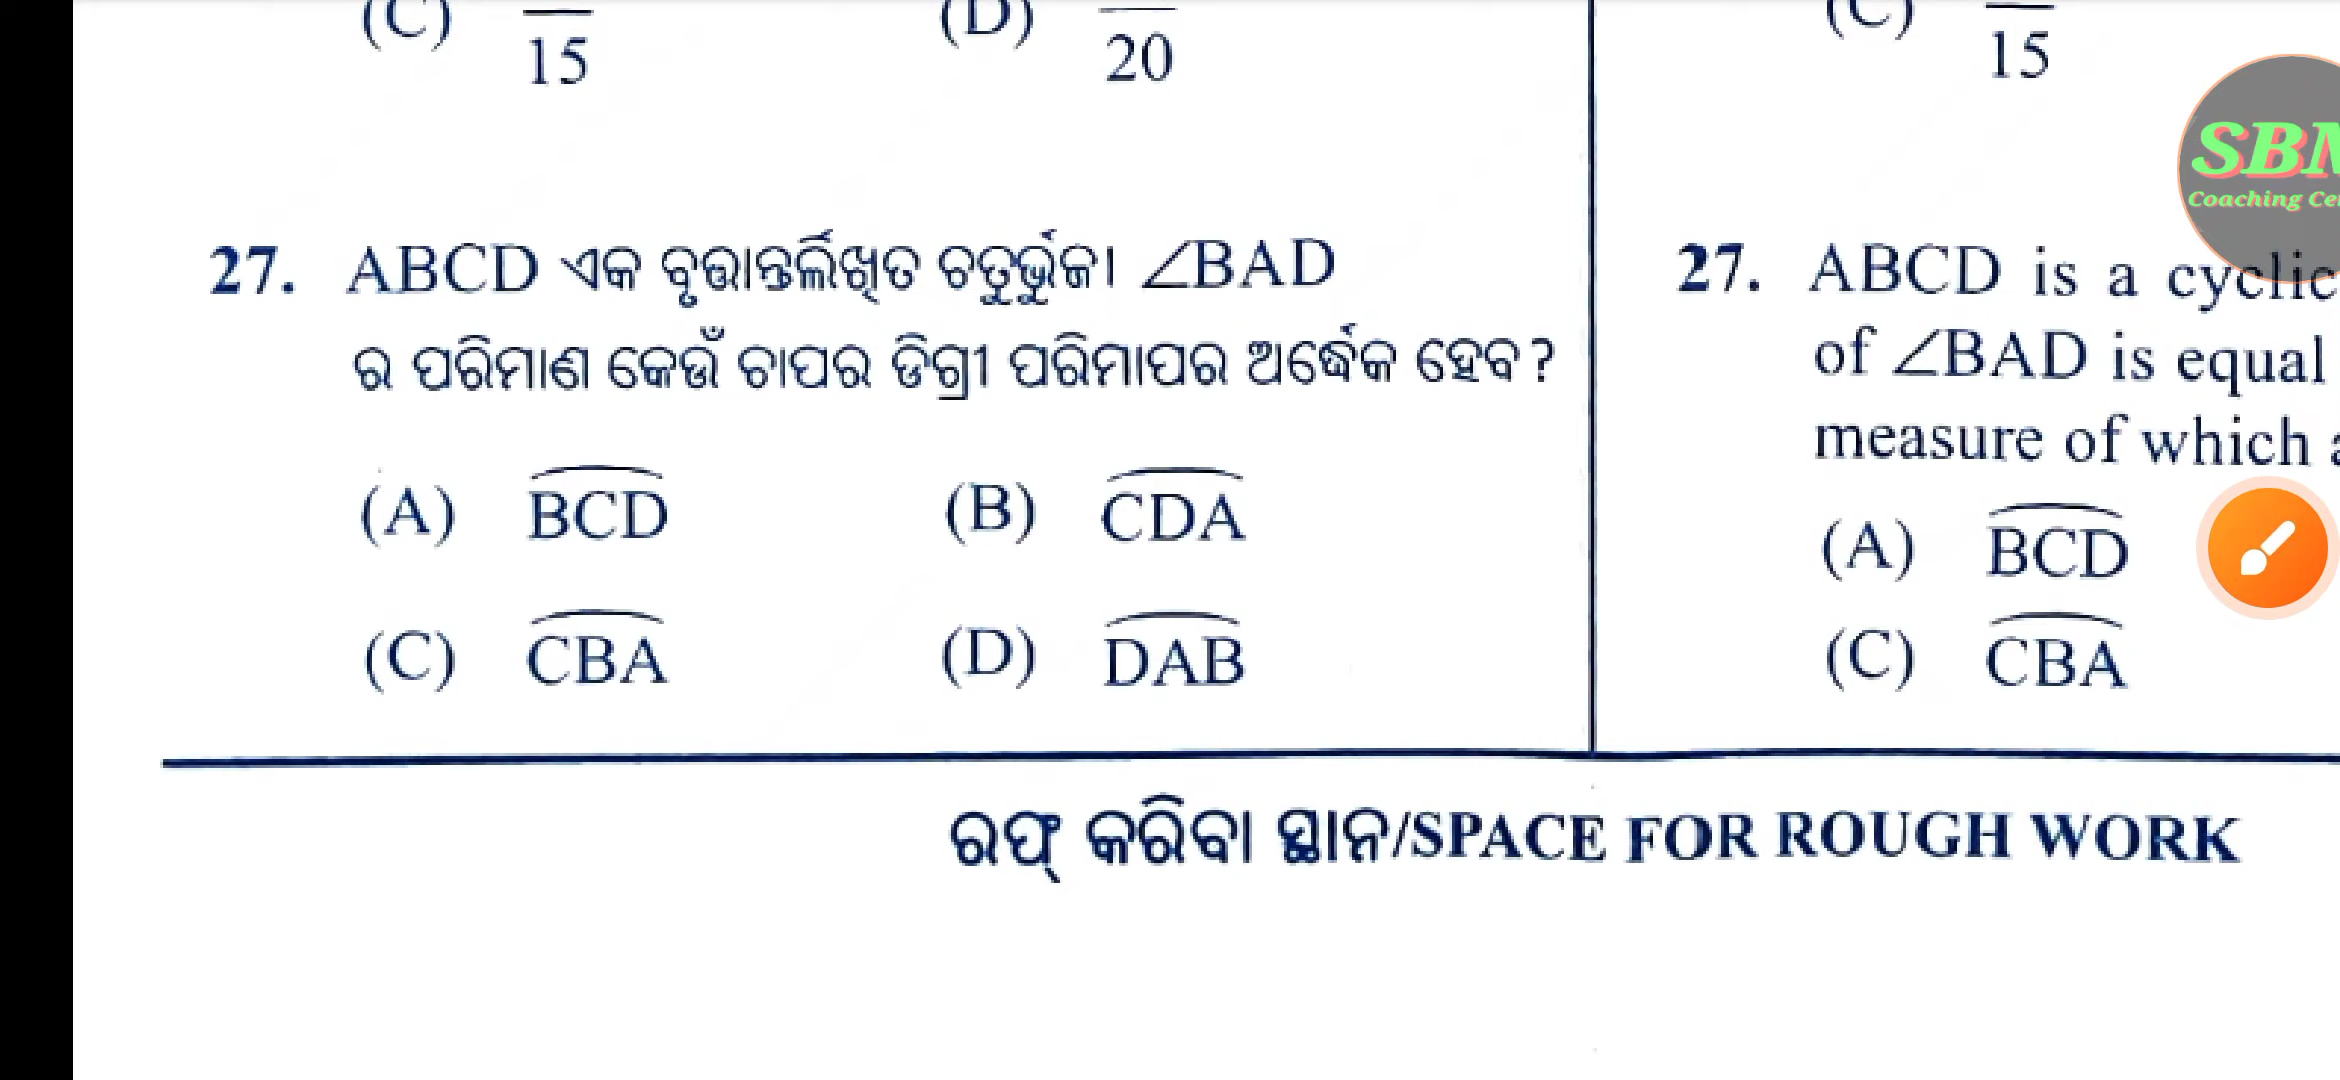 (C) 15 (D) 20
(C) 15
27. ABCD ଏକ ବୃତ୍ତାନ୍ତର୍ଲିଖିତ ଚତୁର୍ଭୁଜ। ∠BAD
ର ପରିମାଣ କେଉଁ ଚାପର ଡିଗ୍ରୀ ପରିମାପର ଅର୍ଦ୍ଧେକ ହେବ?
(A) BCD (B) CDA
(C) CBA (D) DAB
27. ABCD is a cyclic
of ∠BAD is equal
measure of which
(A) BCD
(C) CBA
SBM
Coaching
ରଫ୍ କରିବା ସ୍ଥାନ/SPACE FOR ROUGH WORK